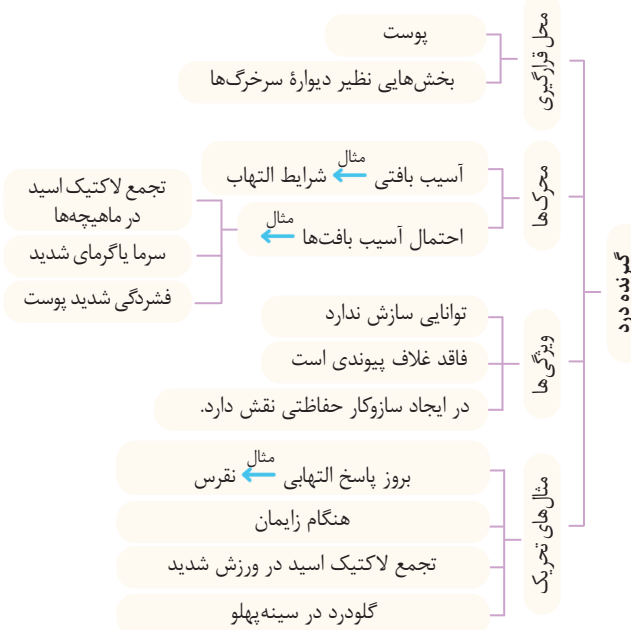 گیرنده درد
محل قرارگیری
پوست
بخش‌هایی نظیر دیوارهٔ سرخرگ‌ها
محرک‌ها
آسیب بافتی ← مثال شرایط التهاب
احتمال آسیب بافت‌ها ← مثال
تجمع لاکتیک اسید
در ماهیچه‌ها
سرما یاگرمای شدید
فشردگی شدید پوست
ویژگی‌ها
توانایی سازش ندارد
فاقد غلاف پیوندی است
در ایجاد سازوکار حفاظتی نقش دارد.
مثال‌های تحریک
بروز پاسخ التهابی ← مثال نقرس
هنگام زایمان
تجمع لاکتیک اسید در ورزش شدید
گلودرد در سینه‌پهلو